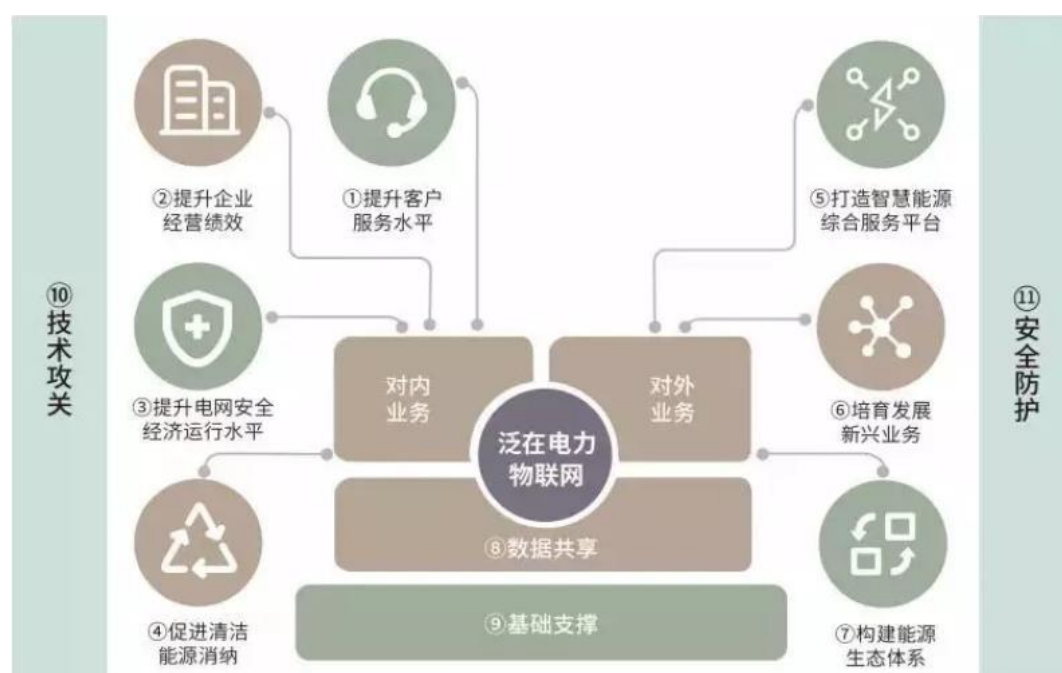 ②提升企业
经营绩效
①提升客户
服务水平
⑤打造智慧能源
综合服务平台
⑩技术攻关
⑪安全防护
③提升电网安全
经济运行水平
对内
业务
对外
业务
⑥培育发展
新兴业务
泛在电力
物联网
⑧数据共享
④促进清洁
能源消纳
⑨基础支撑
⑦构建能源
生态体系